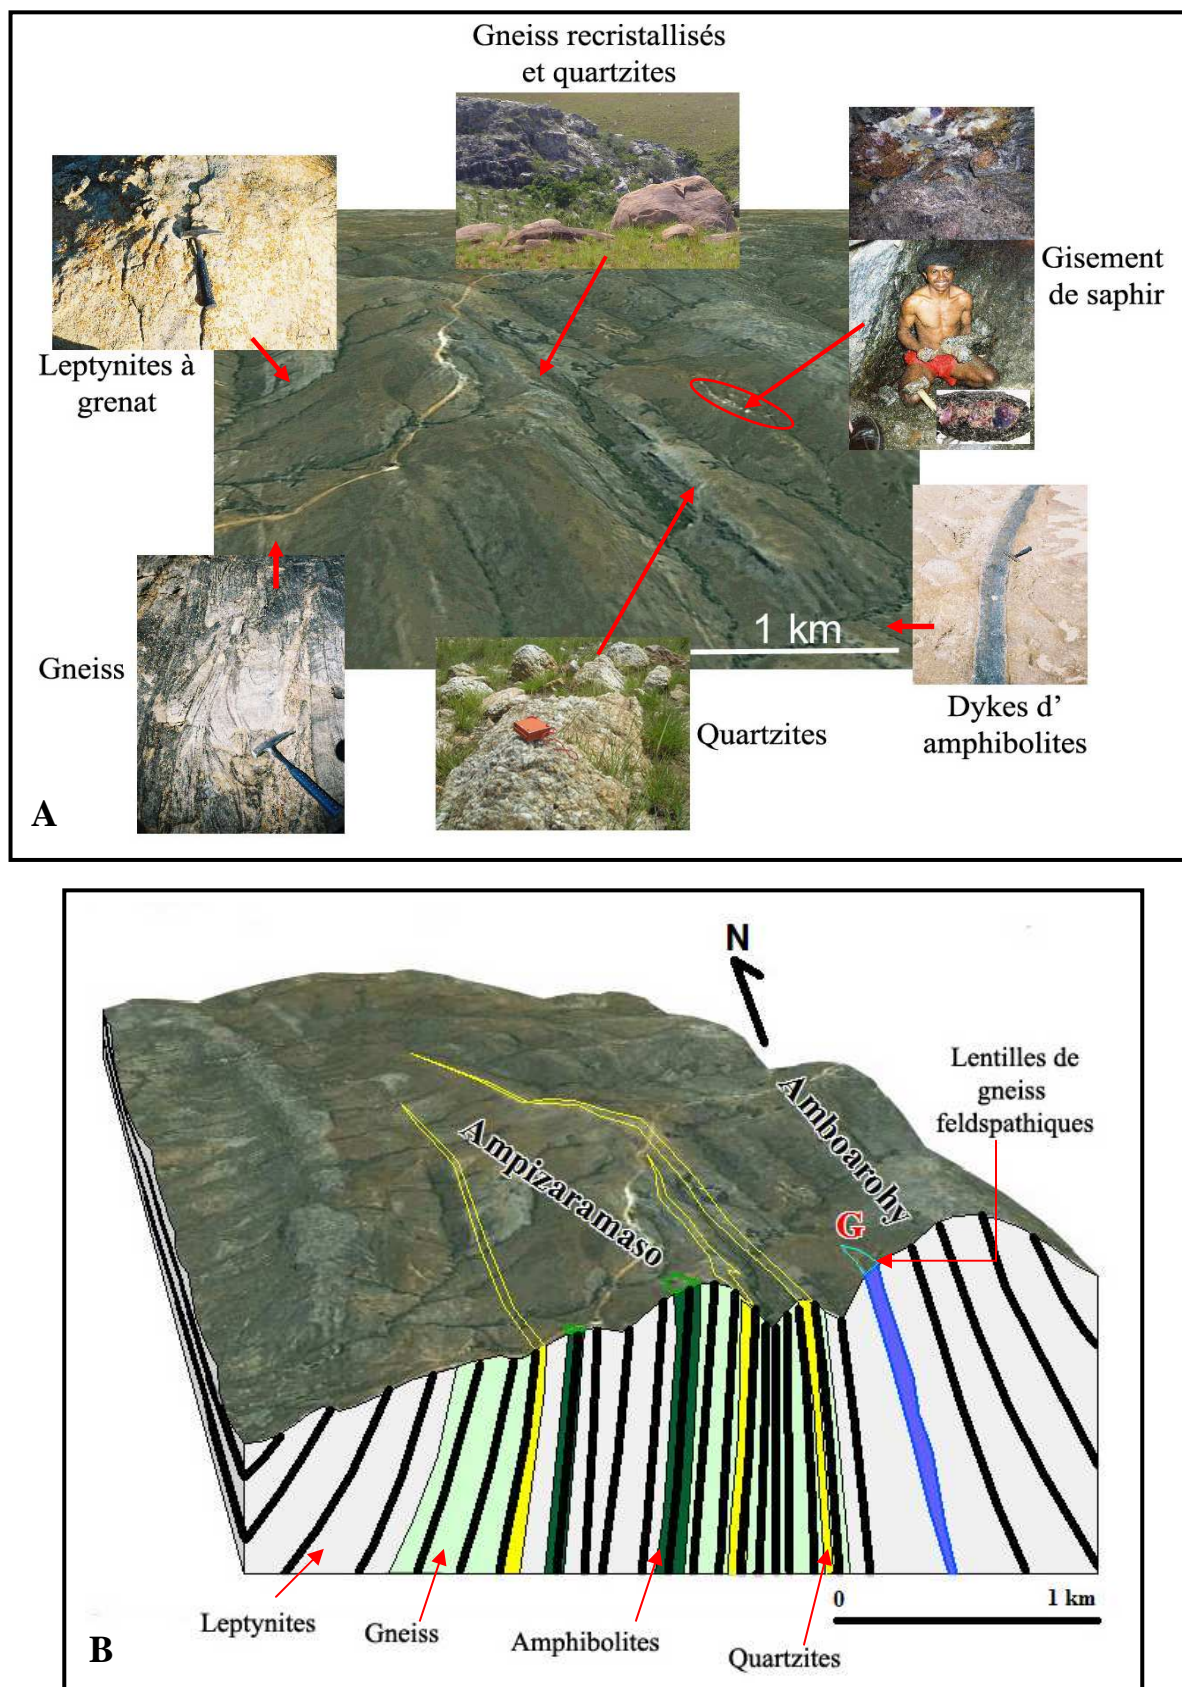 Gneiss recristallisés
et quartzites
Gisement
de saphir
Leptynites à
grenat
1 km
Gneiss
Quartzites
Dykes d’
amphibolites
A
N
Lentilles de
gneiss
feldspathiques
Amboarohy
Ampizaramaso
G
0 1 km
Leptynites
Gneiss
Amphibolites
Quartzites
B